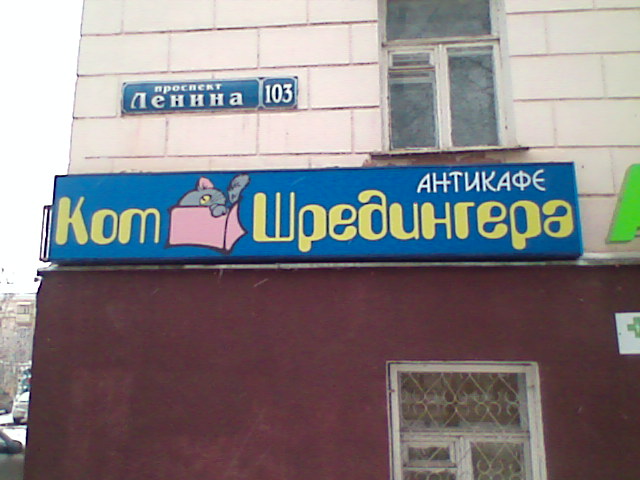 проспект
Ленина 103
АНТИКАФЕ
Кот Шредингера